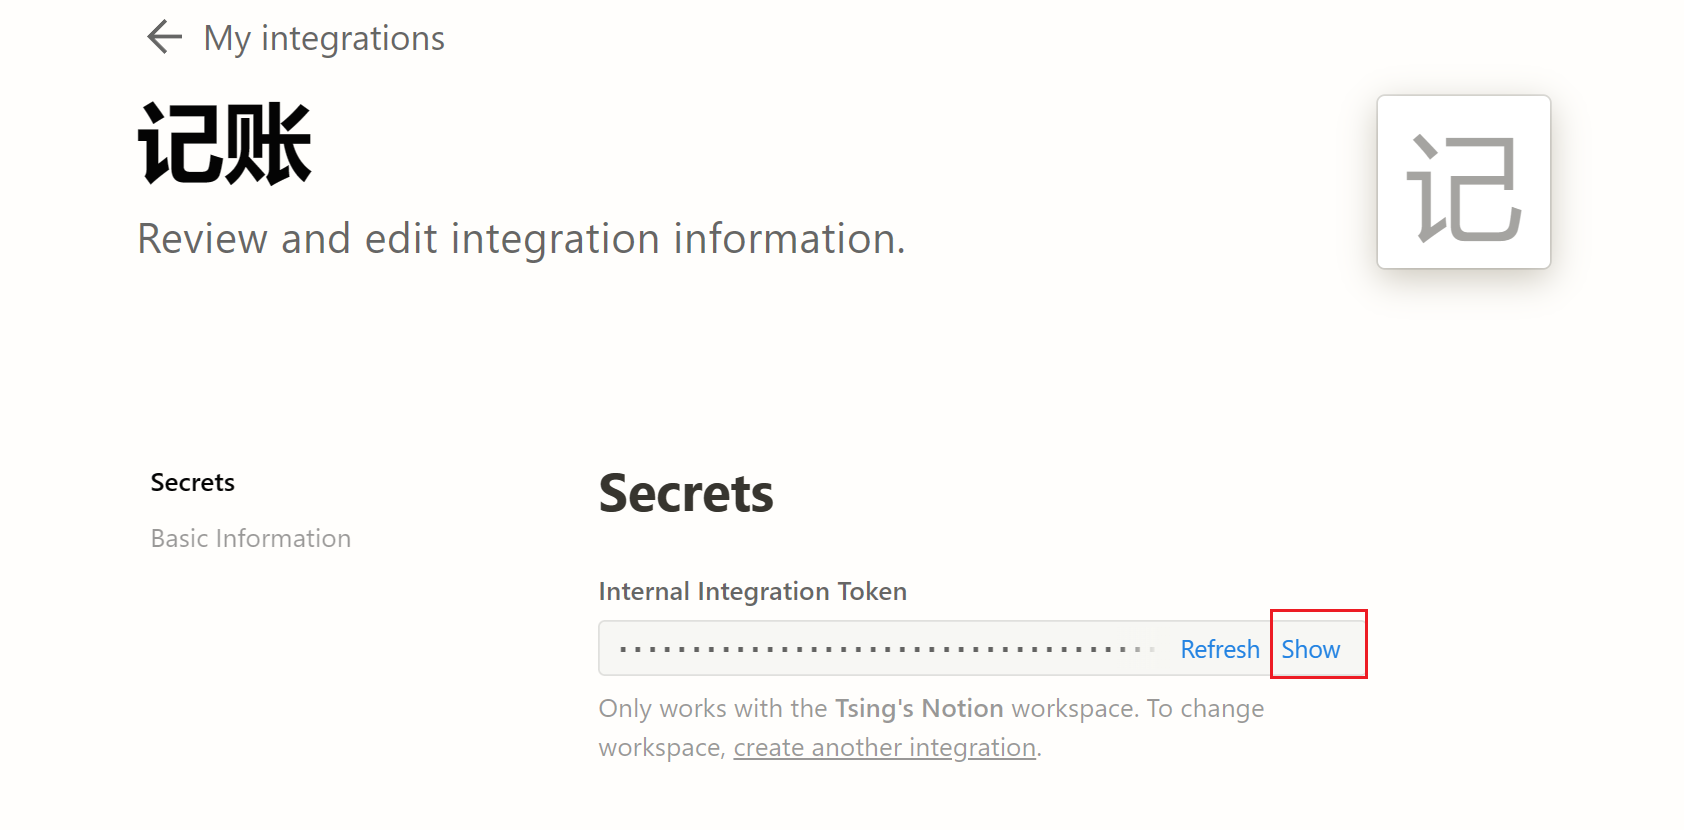 My integrations
记账
记
Review and edit integration information.
Secrets
Basic Information
Secrets
Internal Integration Token
Refresh Show
Only works with the Tsing's Notion workspace. To change
workspace, create another integration.